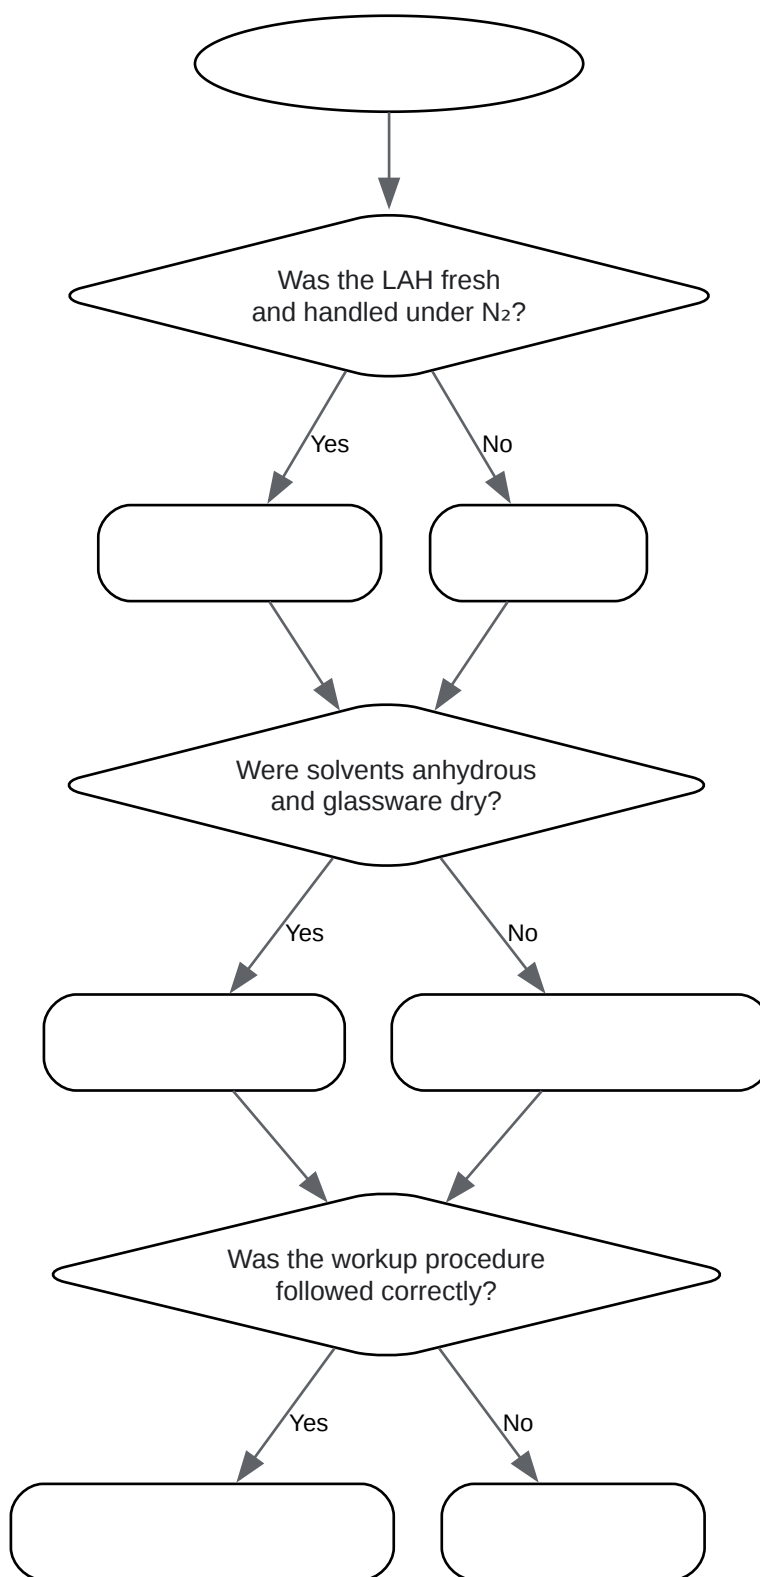 Was the LAH fresh
and handled under N₂?
Yes
No
Were solvents anhydrous
and glassware dry?
Yes
No
Was the workup procedure
followed correctly?
Yes
No